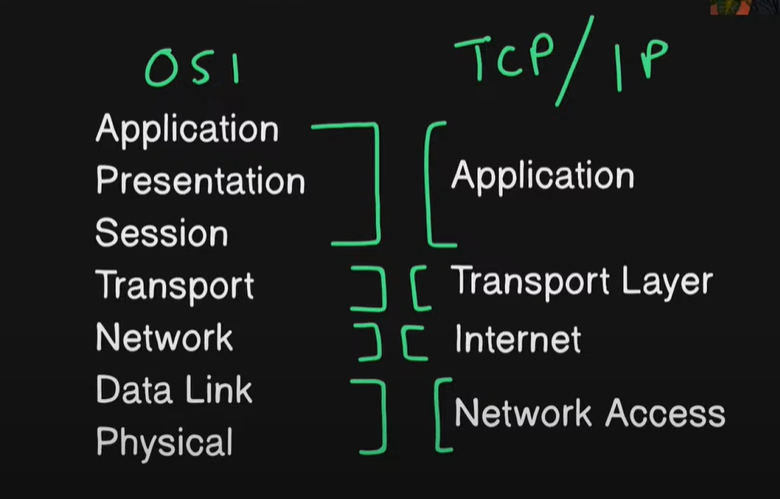 OSI
TCP/IP
Application
Presentation
Session
Transport
Network
Data Link
Physical
Application
Transport Layer
Internet
Network Access